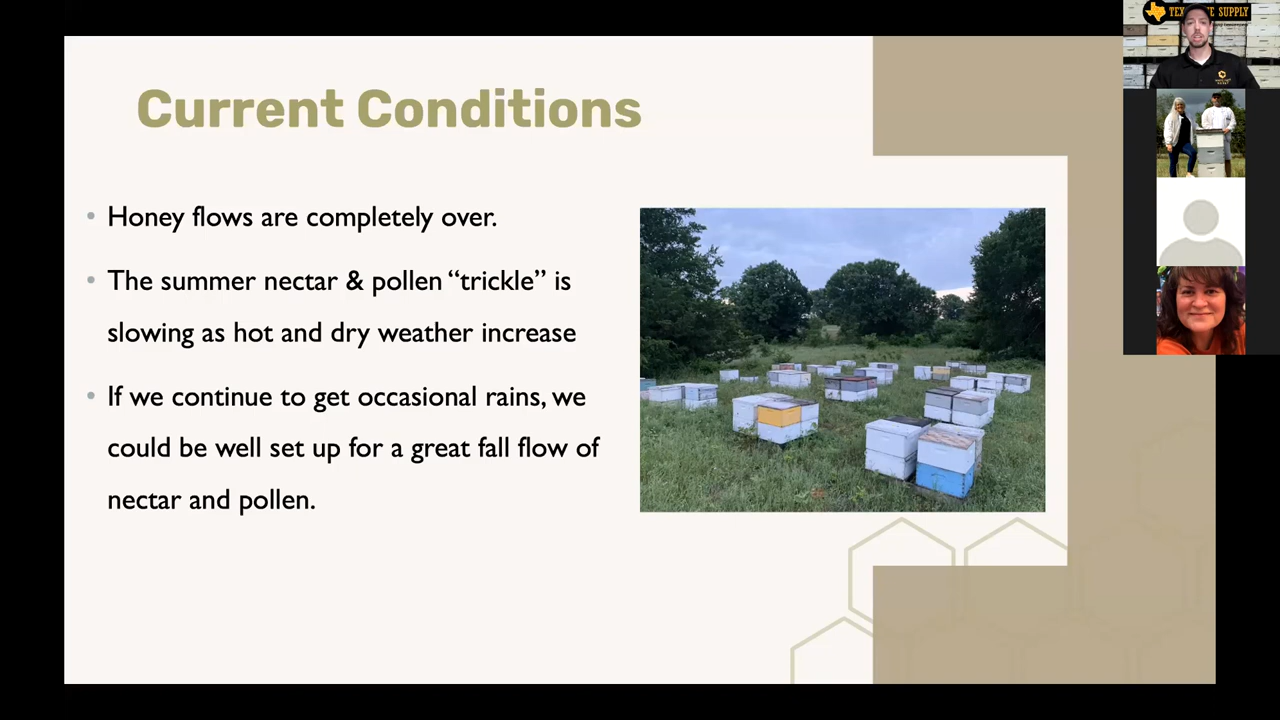 TEX
E SUPPLY
Current Conditions
• Honey flows are completely over.
• The summer nectar & pollen “trickle” is
slowing as hot and dry weather increase
• If we continue to get occasional rains, we
could be well set up for a great fall flow of
nectar and pollen.